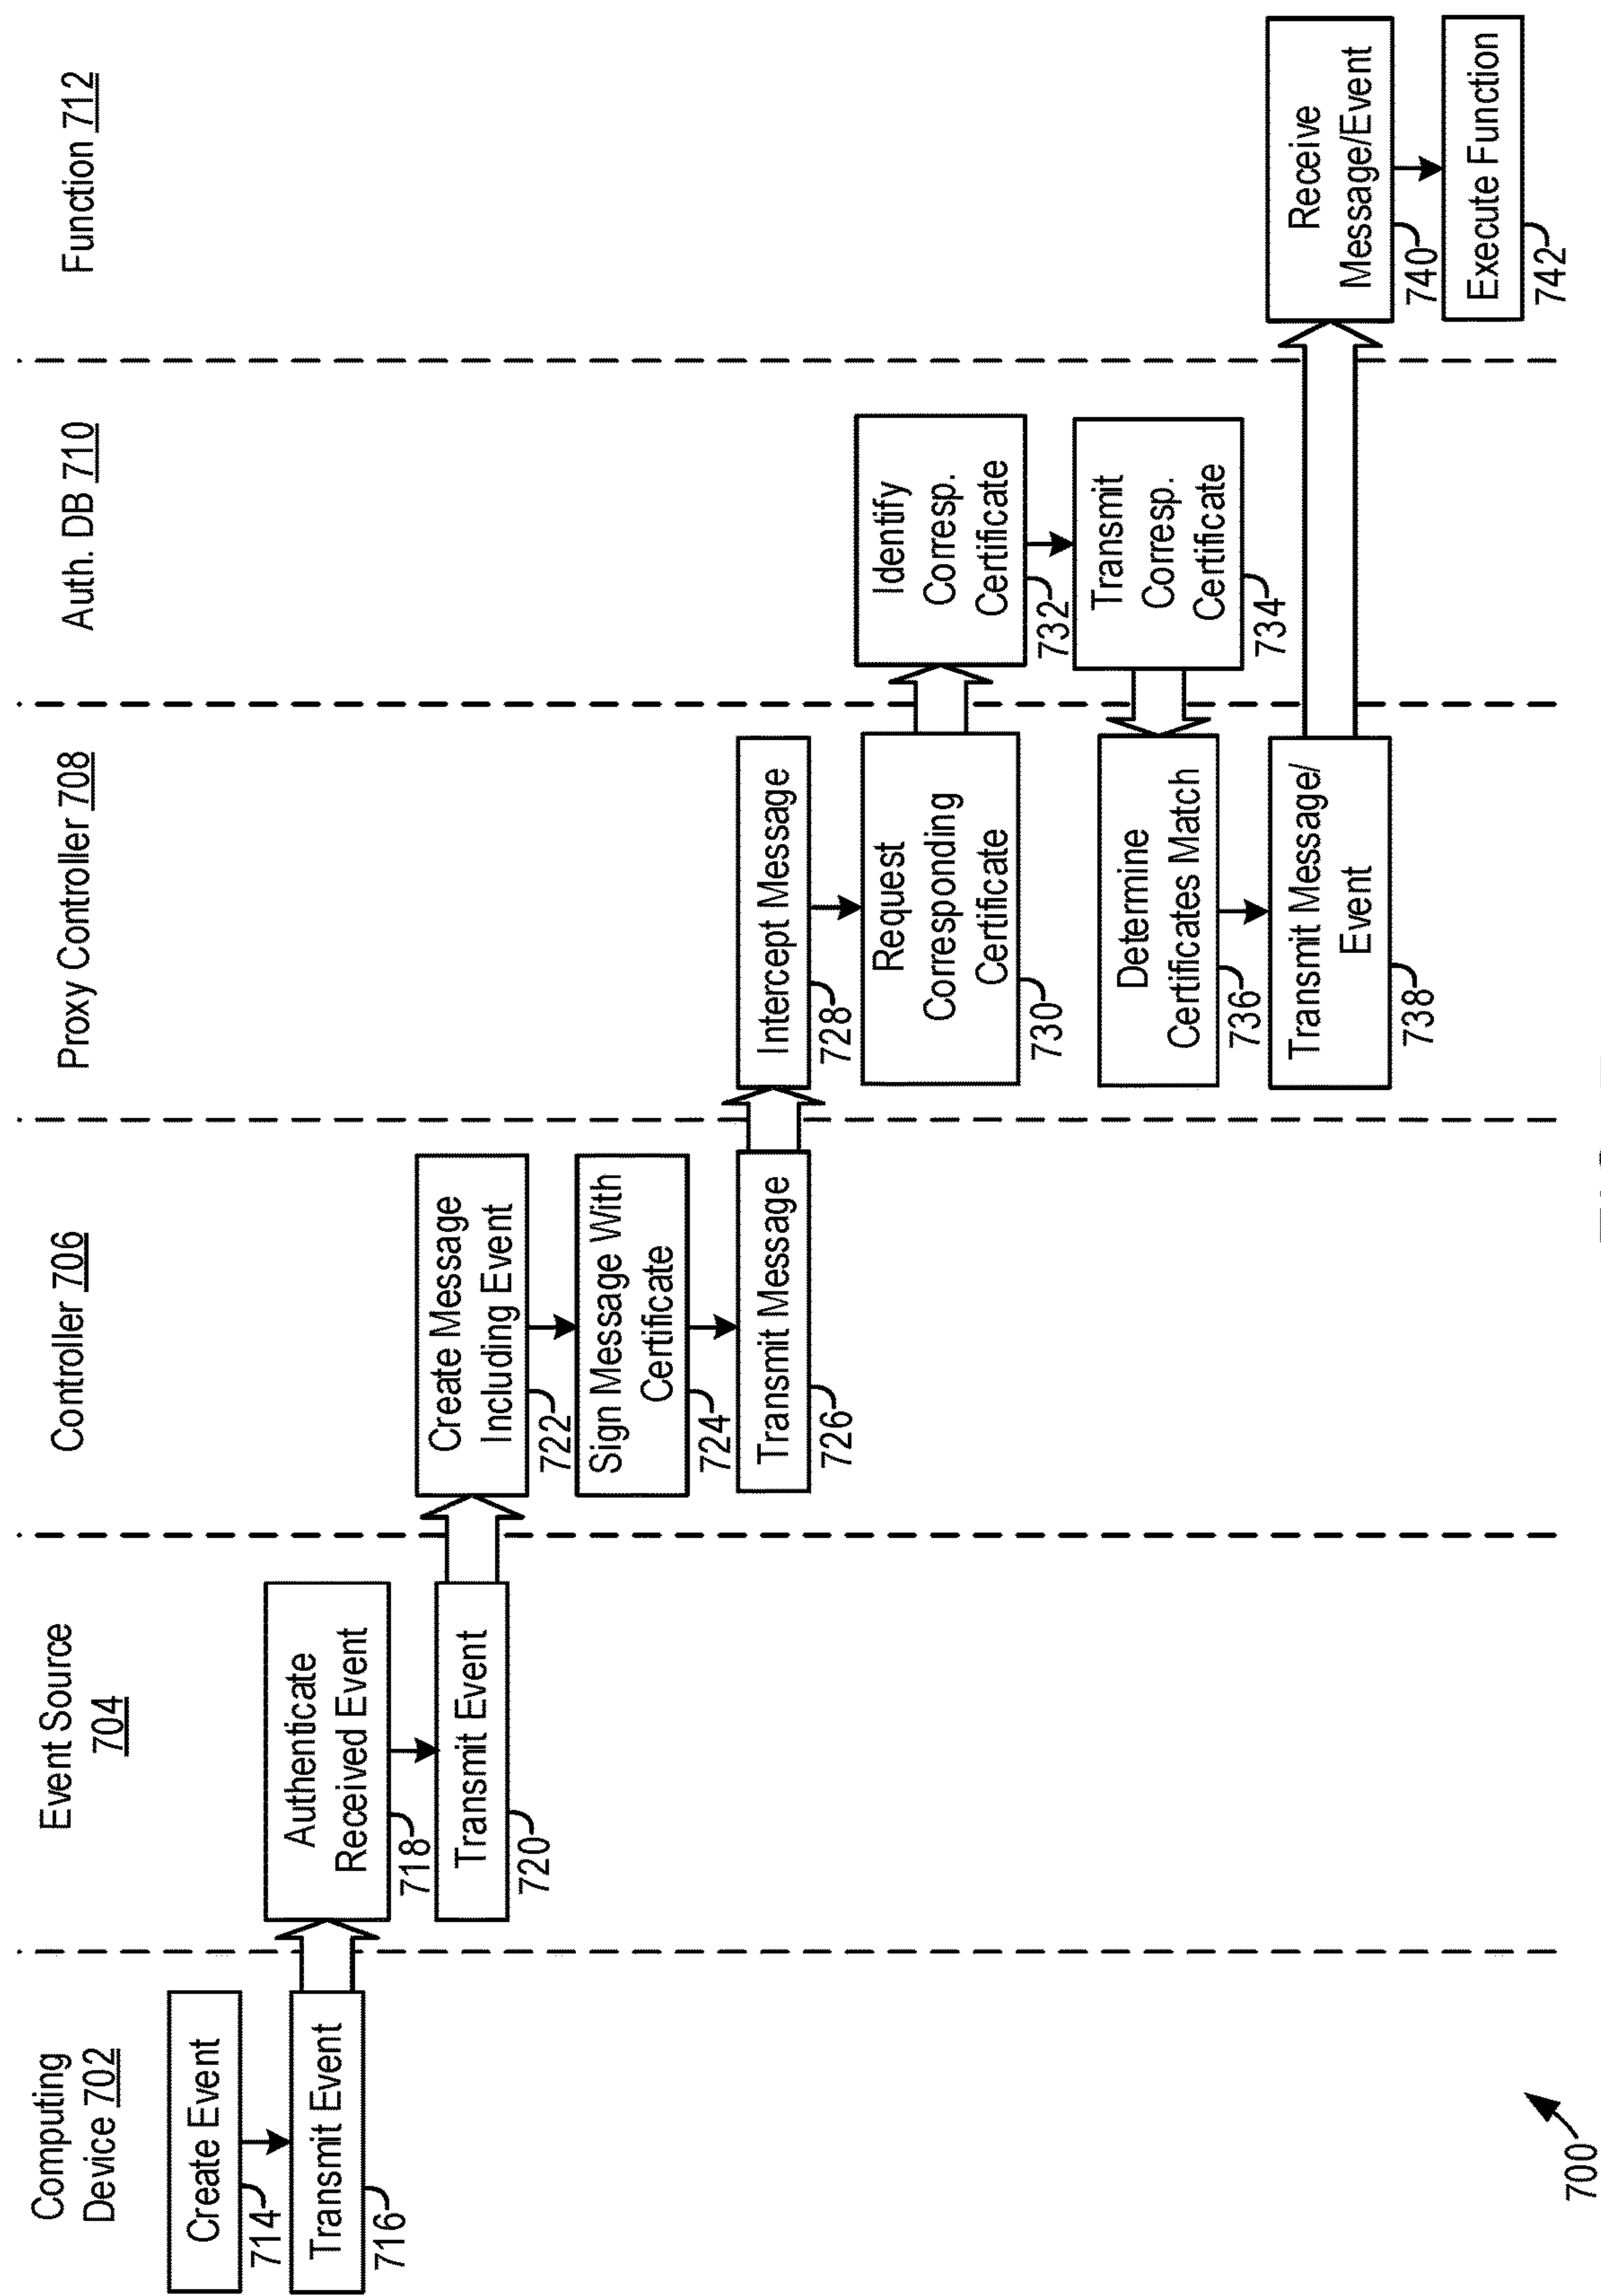 Computing
Device 702
Event Source
704
Controller 706
Proxy Controller 708
Auth. DB 710
Function 712
Create Event
714
Transmit Event
716
Authenticate
Received Event
718
Transmit Event
720
Create Message
Including Event
722
Sign Message With
Certificate
724
Transmit Message
726
Intercept Message
728
Request
Corresponding
Certificate
730
Identify
Corresp.
Certificate
732
Transmit
Corresp.
Certificate
734
Determine
Certificates Match
736
Transmit Message/
Event
738
Receive
Message/Event
740
Execute Function
742
700